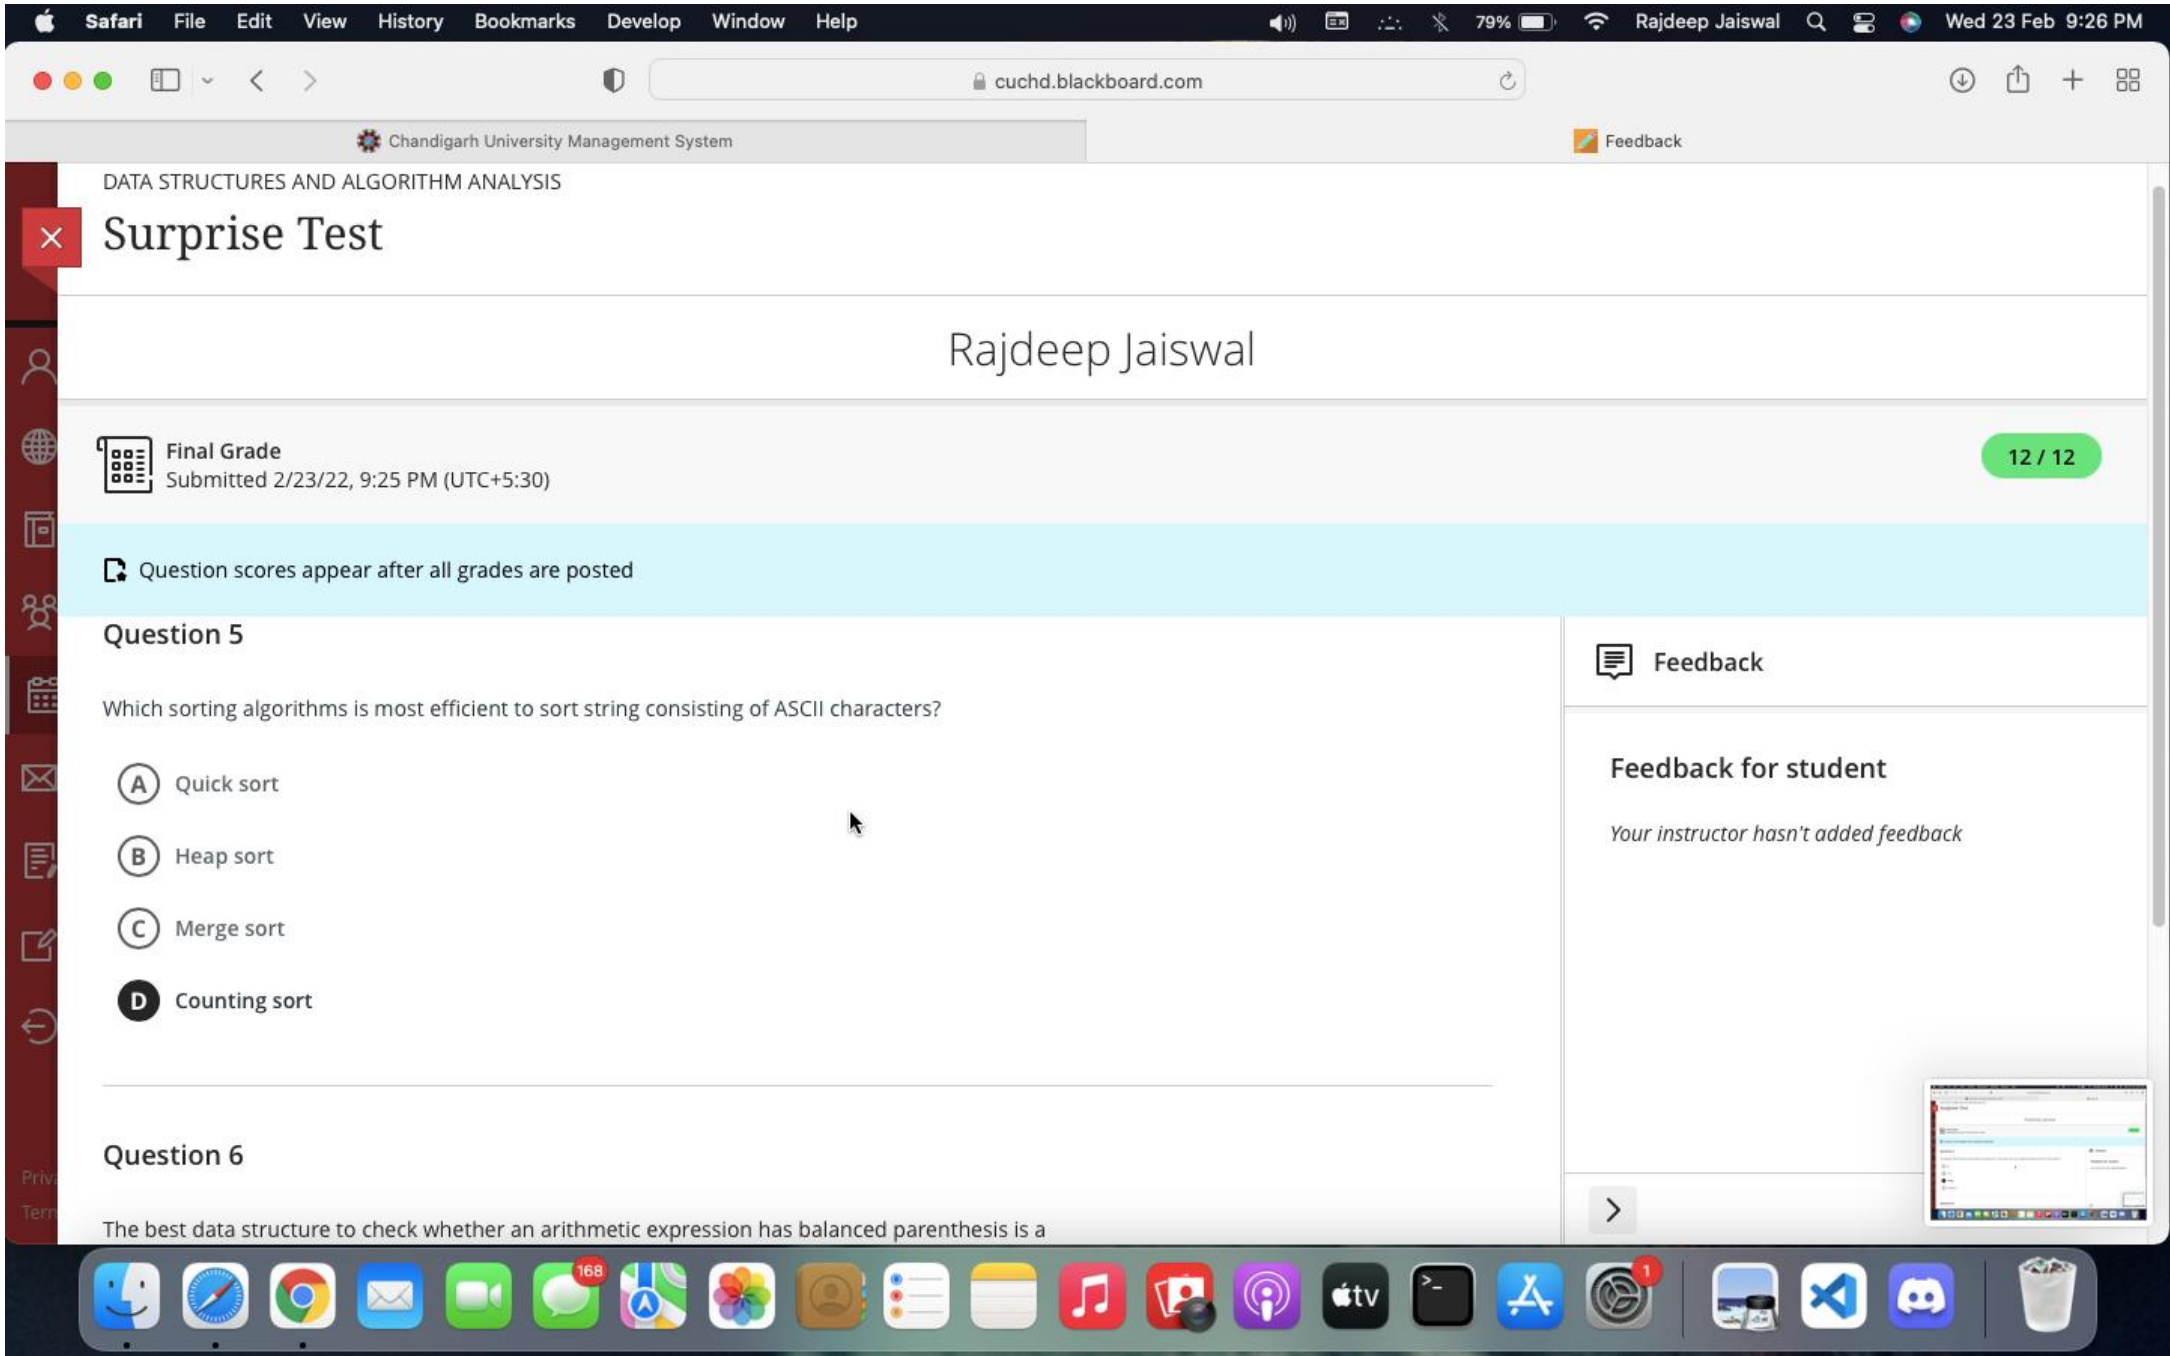 Safari File Edit View History Bookmarks Develop Window Help 79% Rajdeep Jaiswal Wed 23 Feb 9:26 PM
cuchd.blackboard.com
Chandigarh University Management System
Feedback
DATA STRUCTURES AND ALGORITHM ANALYSIS
Surprise Test
Rajdeep Jaiswal
Final Grade
Submitted 2/23/22, 9:25 PM (UTC+5:30)
12 / 12
Question scores appear after all grades are posted
Question 5
Which sorting algorithms is most efficient to sort string consisting of ASCII characters?
A Quick sort
B Heap sort
C Merge sort
D Counting sort
Question 6
The best data structure to check whether an arithmetic expression has balanced parenthesis is a
Feedback
Feedback for student
Your instructor hasn't added feedback
Priva
Term
168
tv
1